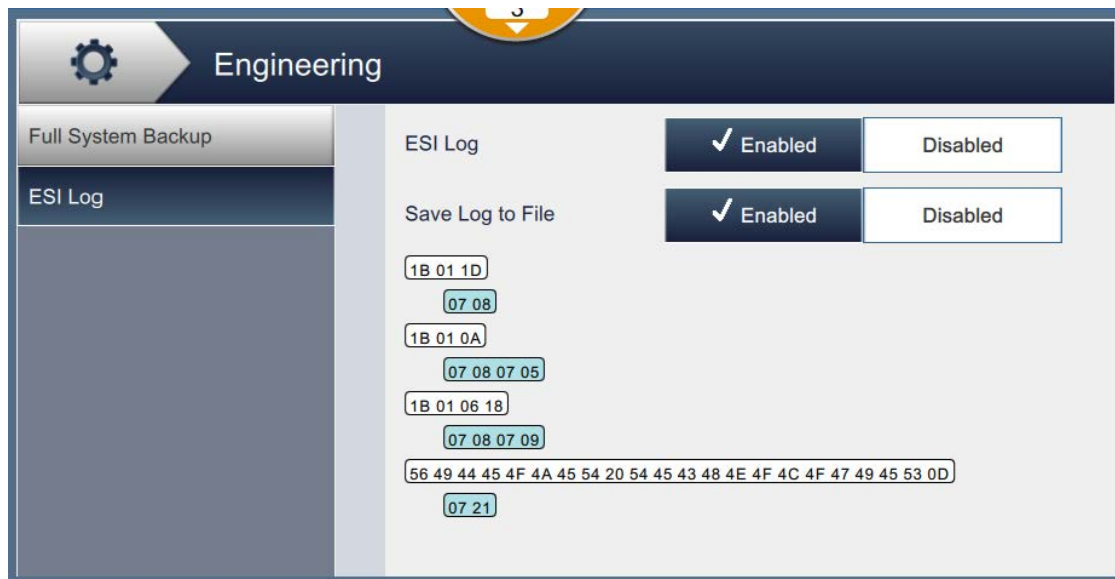 Engineering
Full System Backup
ESI Log
ESI Log Enabled Disabled
Save Log to File Enabled Disabled
1B 01 1D
07 08
1B 01 0A
07 08 07 05
1B 01 06 18
07 08 07 09
56 49 44 45 4F 4A 45 54 20 54 45 43 48 4E 4F 4C 4F 47 49 45 53 0D
07 21